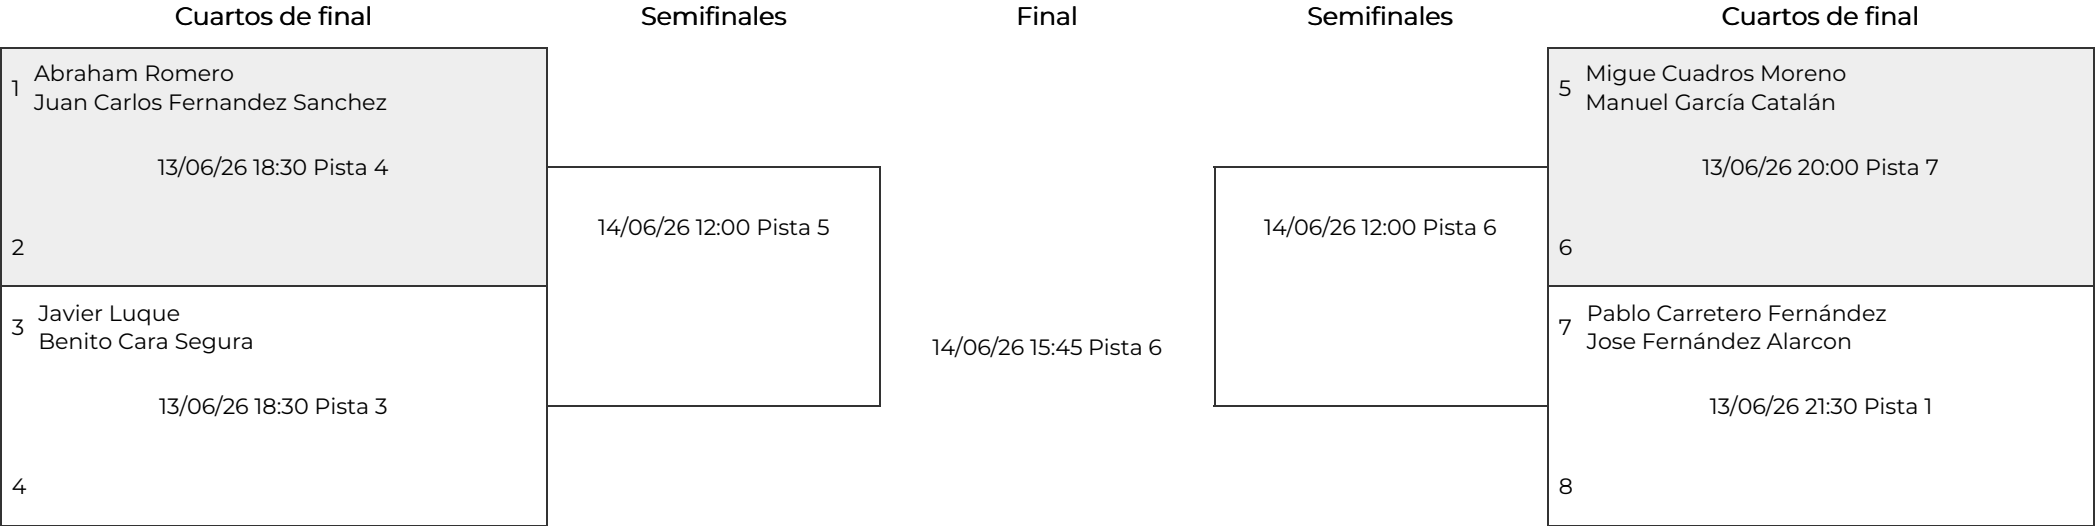 Cuartos de final
Semifinales
Final
Semifinales
Cuartos de final
1
Abraham Romero
Juan Carlos Fernandez Sanchez
13/06/26 18:30 Pista 4
2
3
Javier Luque
Benito Cara Segura
13/06/26 18:30 Pista 3
4
14/06/26 12:00 Pista 5
14/06/26 15:45 Pista 6
14/06/26 12:00 Pista 6
5
Migue Cuadros Moreno
Manuel García Catalán
13/06/26 20:00 Pista 7
6
7
Pablo Carretero Fernández
Jose Fernández Alarcon
13/06/26 21:30 Pista 1
8